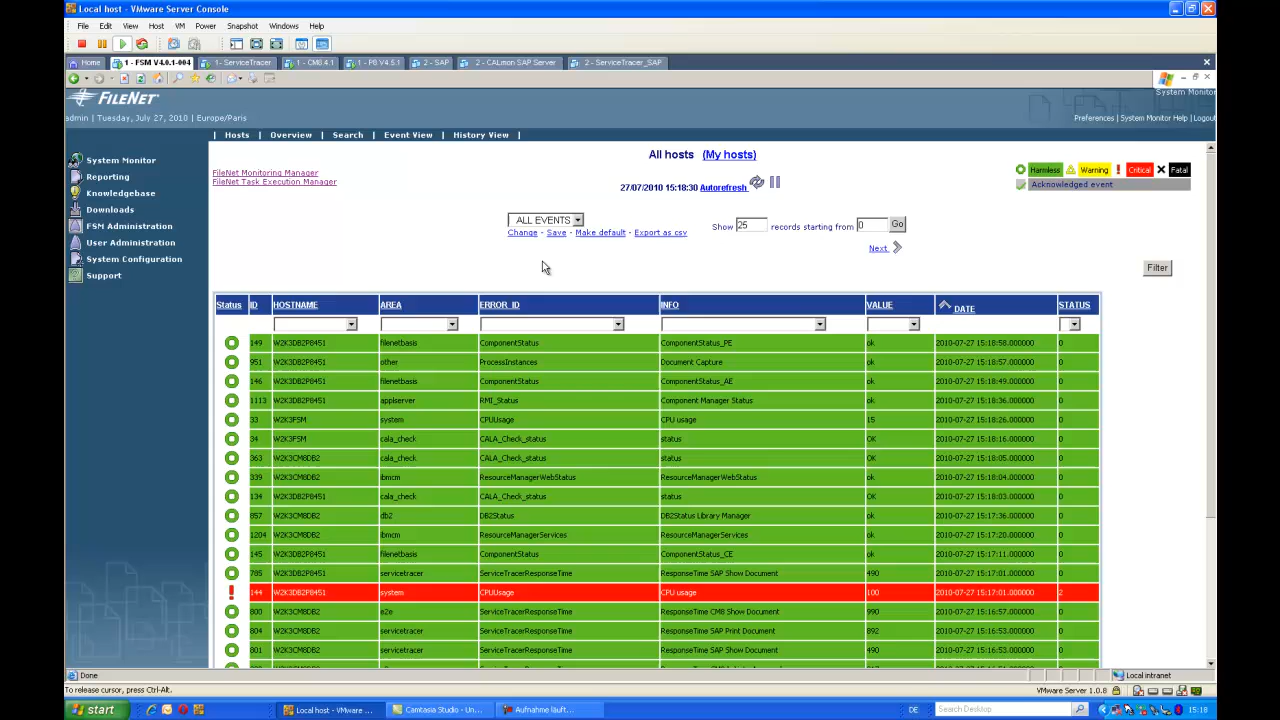 Local host - VMware Server Console
File Edit View Host VM Power Snapshot Windows Help
Home 1 - FSM V4.0.1-004 1- ServiceTracer 1 - CM8.4.1 1 - P8 V4.5.1 2 - SAP 2 - CALmon SAP Server 2 - ServiceTracer_SAP
FILENET
System Monitor
admin | Tuesday, July 27, 2010 | Europe/Paris
Preferences | System Monitor Help | Logout
| Hosts | Overview | Search | Event View | History View |
System Monitor
Reporting
Knowledgebase
Downloads
FSM Administration
User Administration
System Configuration
Support
FileNet Monitoring Manager
FileNet Task Execution Manager
All hosts (My hosts)
27/07/2010 15:18:30 Autorefresh
Harmless Warning Critical Fatal
Acknowledged event
ALL EVENTS
Change - Save - Make default - Export as csv
Show 25 records starting from 0 Go
Next
Filter
Status ID HOSTNAME AREA ERROR_ID INFO VALUE DATE STATUS
149 W2K3DB2P8451 filenetbasis ComponentStatus ComponentStatus_PE ok 2010-07-27 15:18:58.000000 0
951 W2K3DB2P8451 other ProcessInstances Document Capture ok 2010-07-27 15:18:57.000000 0
146 W2K3DB2P8451 filenetbasis ComponentStatus ComponentStatus_AE ok 2010-07-27 15:18:49.000000 0
1113 W2K3DB2P8451 applserver RMI_Status Component Manager Status ok 2010-07-27 15:18:36.000000 0
33 W2K3FSM system CPUUsage CPU usage 15 2010-07-27 15:18:26.000000 0
34 W2K3FSM cala_check CALA_Check_status status OK 2010-07-27 15:18:16.000000 0
363 W2K3CM8DB2 cala_check CALA_Check_status status OK 2010-07-27 15:18:05.000000 0
339 W2K3CM8DB2 ibmcm ResourceManagerWebStatus ResourceManagerWebStatus ok 2010-07-27 15:18:04.000000 0
134 W2K3DB2P8451 cala_check CALA_Check_status status OK 2010-07-27 15:18:03.000000 0
857 W2K3CM8DB2 db2 DB2Status DB2Status Library Manager ok 2010-07-27 15:17:36.000000 0
1204 W2K3CM8DB2 ibmcm ResourceManagerServices ResourceManagerServices ok 2010-07-27 15:17:20.000000 0
145 W2K3DB2P8451 filenetbasis ComponentStatus ComponentStatus_CE ok 2010-07-27 15:17:11.000000 0
785 W2K3DB2P8451 servicetracer ServiceTracerResponseTime ResponseTime SAP Show Document 490 2010-07-27 15:17:01.000000 0
144 W2K3DB2P8451 system CPUUsage CPU usage 100 2010-07-27 15:17:01.000000 2
800 W2K3CM8DB2 e2e ServiceTracerResponseTime ResponseTime CM8 Show Document 990 2010-07-27 15:16:57.000000 0
804 W2K3CM8DB2 servicetracer ServiceTracerResponseTime ResponseTime SAP Print Document 892 2010-07-27 15:16:53.000000 0
801 W2K3CM8DB2 servicetracer ServiceTracerResponseTime ResponseTime SAP Show Document 490 2010-07-27 15:16:53.000000 0
Done Local intranet
To release cursor, press Ctrl-Alt. VMware Server 1.0.8
start Local host - VMware ... Camtasia Studio - Un... Aufnahme läuft... DE Search Desktop 15:18